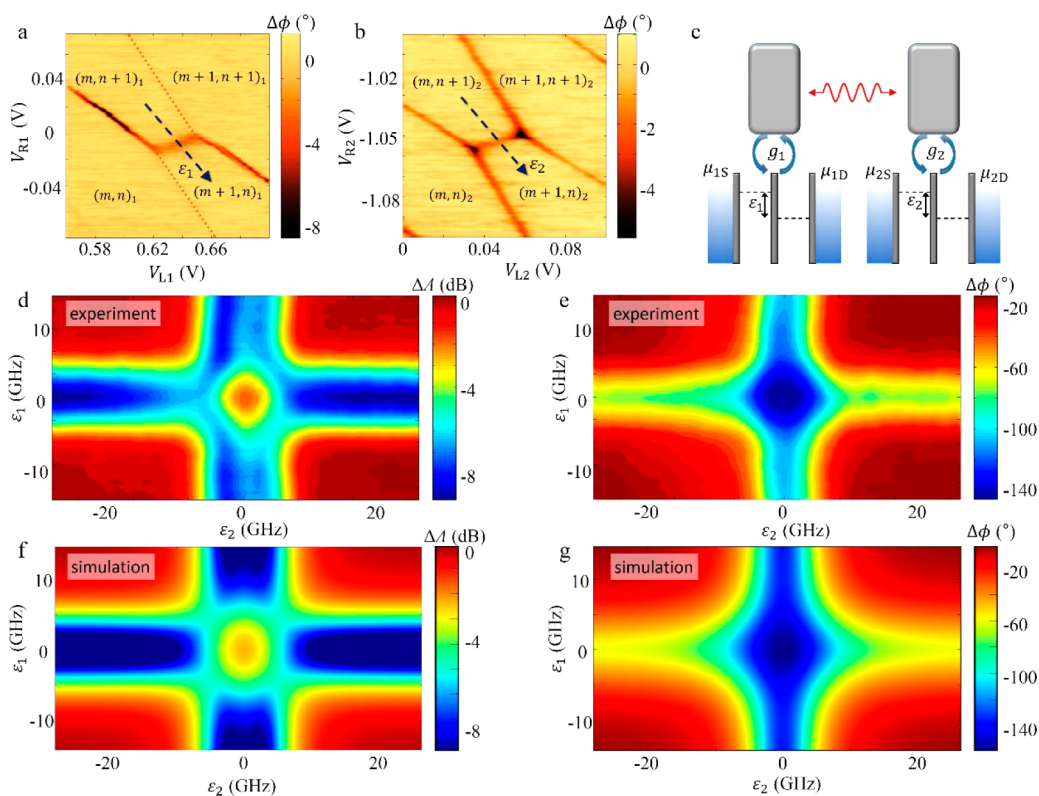 a
Δϕ (°)
b
Δϕ (°)
c
(m, n + 1)₁
(m + 1, n + 1)₁
(m, n)₁
(m + 1, n)₁
ε₁
0.04
0
-0.04
V_R1 (V)
0.58
0.62
0.66
V_L1 (V)
0
-4
-8
(m, n + 1)₂
(m + 1, n + 1)₂
(m, n)₂
(m + 1, n)₂
ε₂
-1.02
-1.05
-1.08
V_R2 (V)
0
0.04
0.08
V_L2 (V)
0
-2
-4
g₁
g₂
μ₁S
μ₁D
μ₂S
μ₂D
ε₁
ε₂
d
ΔA (dB)
experiment
10
0
-10
ε₁ (GHz)
-20
0
20
ε₂ (GHz)
0
-4
-8
e
Δϕ (°)
experiment
10
0
-10
ε₁ (GHz)
-20
0
20
ε₂ (GHz)
-20
-60
-100
-140
f
ΔA (dB)
simulation
10
0
-10
ε₁ (GHz)
-20
0
20
ε₂ (GHz)
0
-4
-8
g
Δϕ (°)
simulation
10
0
-10
ε₁ (GHz)
-20
0
20
ε₂ (GHz)
-20
-60
-100
-140